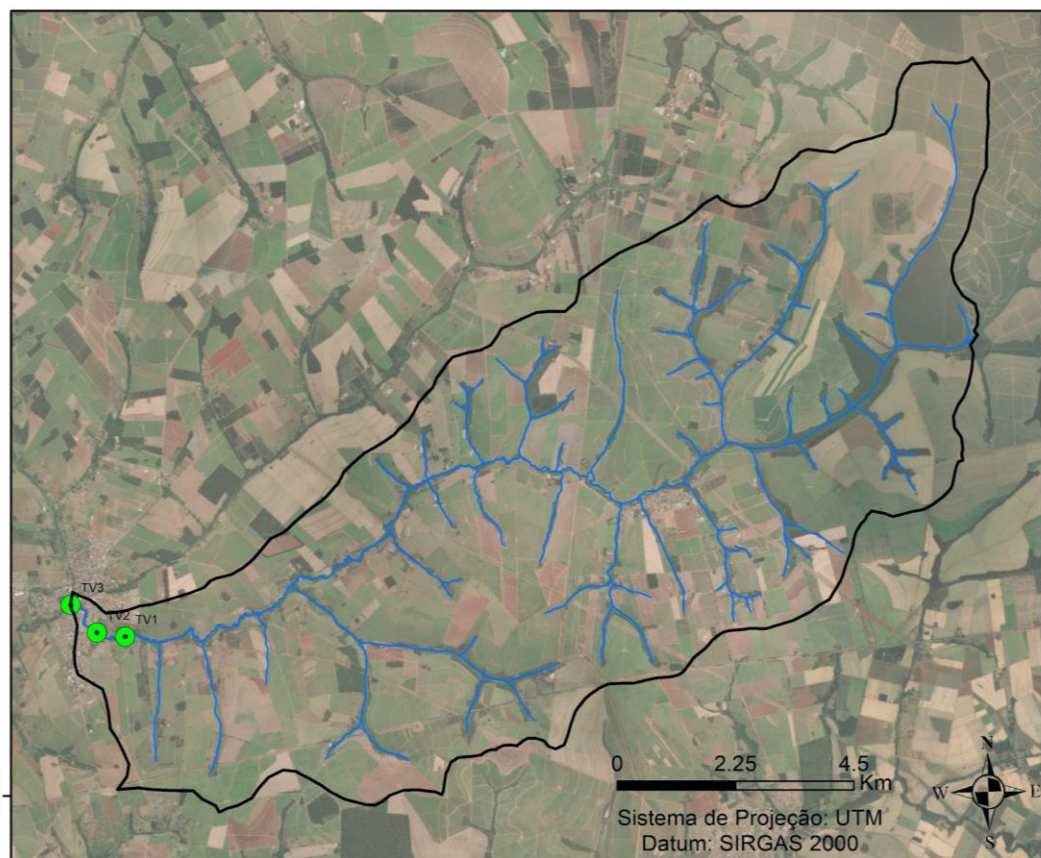 TV3
TV2 TV1
0 2.25 4.5
Km
Sistema de Projeção: UTM
Datum: SIRGAS 2000
N
W E
S